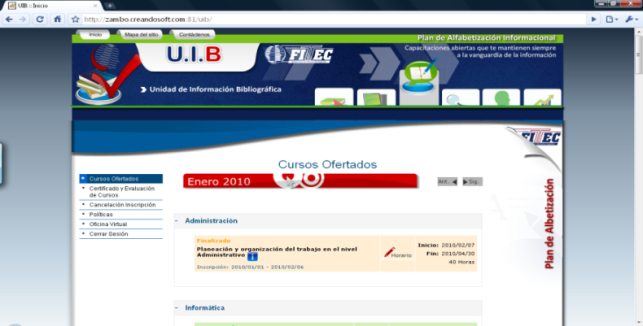 UIB :: Inicio
http://zambo.creandosoft.com:81/uib/
Inicio
Mapa del sitio
Contáctenos
Plan de Alfabetización Informacional
Capacitaciones abiertas que te mantienen siempre
a la vanguardia de la información
U.I.B
Unidad de Información Bibliográfica
Cursos Ofertados
Cursos Ofertados
Certificado y Evaluación
de Cursos
Cancelación Inscripción
Políticas
Oficina Virtual
Cerrar Sesión
Enero 2010
Ant.
Sig.
Plan de Albetización
Administración
Finalizado
Planeación y organización del trabajo en el nivel
Administrativo
Inscripción: 2010/01/01 - 2010/02/06
Horario
Inicio: 2010/02/07
Fin: 2010/04/30
40 Horas
Informática